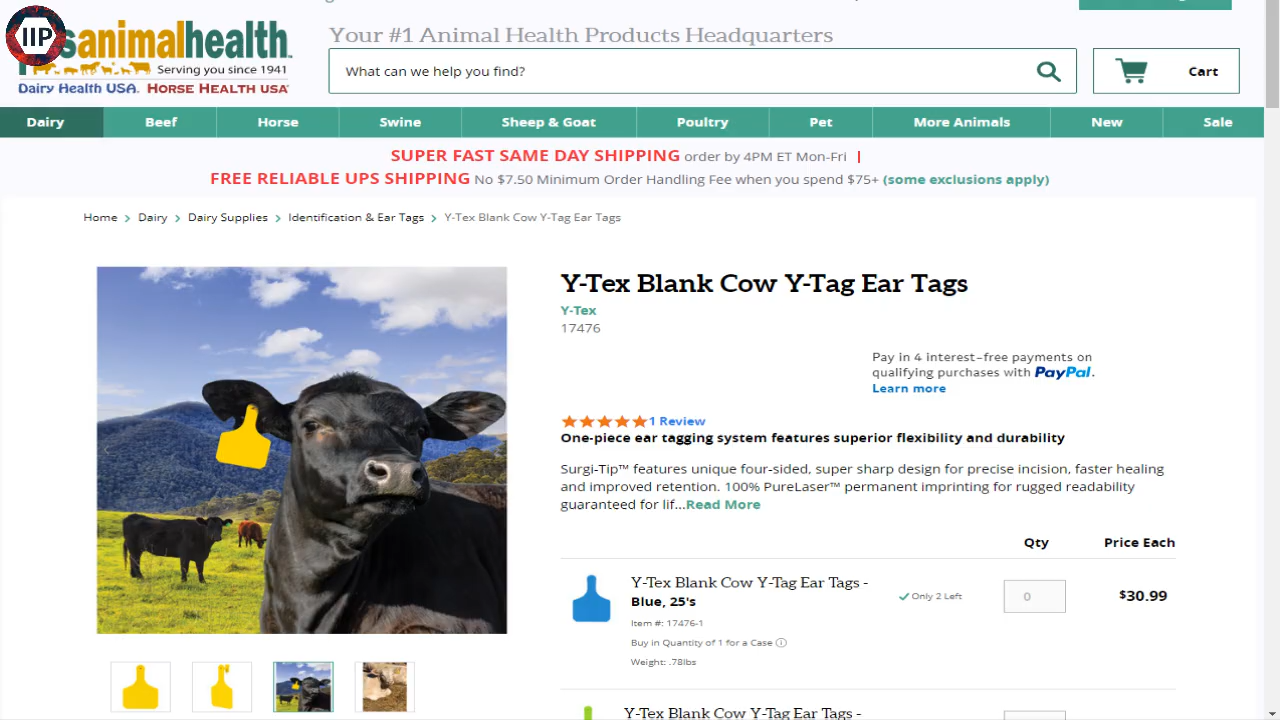 IIP
animalhealth
Serving you since 1941
Dairy Health USA. Horse Health USA
Your #1 Animal Health Products Headquarters
What can we help you find?
Cart
Dairy Beef Horse Swine Sheep & Goat Poultry Pet More Animals New Sale
SUPER FAST SAME DAY SHIPPING order by 4PM ET Mon-Fri |
FREE RELIABLE UPS SHIPPING No $7.50 Minimum Order Handling Fee when you spend $75+ (some exclusions apply)
Home > Dairy > Dairy Supplies > Identification & Ear Tags > Y-Tex Blank Cow Y-Tag Ear Tags
Y-Tex Blank Cow Y-Tag Ear Tags
Y-Tex
17476
Pay in 4 interest-free payments on
qualifying purchases with PayPal.
Learn more
1 Review
One-piece ear tagging system features superior flexibility and durability
Surgi-Tip™ features unique four-sided, super sharp design for precise incision, faster healing
and improved retention. 100% PureLaser™ permanent imprinting for rugged readability
guaranteed for lif...Read More
Qty Price Each
Y-Tex Blank Cow Y-Tag Ear Tags -
Blue, 25's
Only 2 Left
0
$30.99
Item #: 17476-1
Buy in Quantity of 1 for a Case
Weight: .78lbs
Y-Tex Blank Cow Y-Tag Ear Tags -